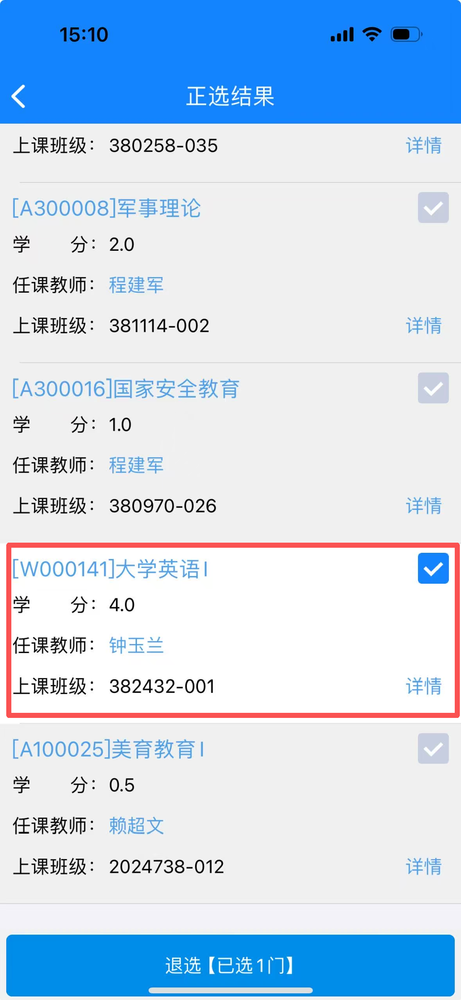 15:10
正选结果
上课班级： 380258-035 详情
[A300008]军事理论
学 分： 2.0
任课教师： 程建军
上课班级： 381114-002 详情
[A300016]国家安全教育
学 分： 1.0
任课教师： 程建军
上课班级： 380970-026 详情
[W000141]大学英语I
学 分： 4.0
任课教师： 钟玉兰
上课班级： 382432-001 详情
[A100025]美育教育I
学 分： 0.5
任课教师： 赖超文
上课班级： 2024738-012 详情
退选【已选1门】